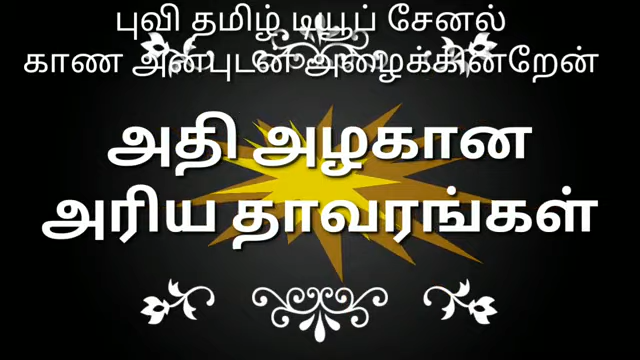 புவி தமிழ் டியூப் சேனல்
காண அன்புடன் அழைக்கின்றேன்
அதி அழகான
அரிய தாவரங்கள்